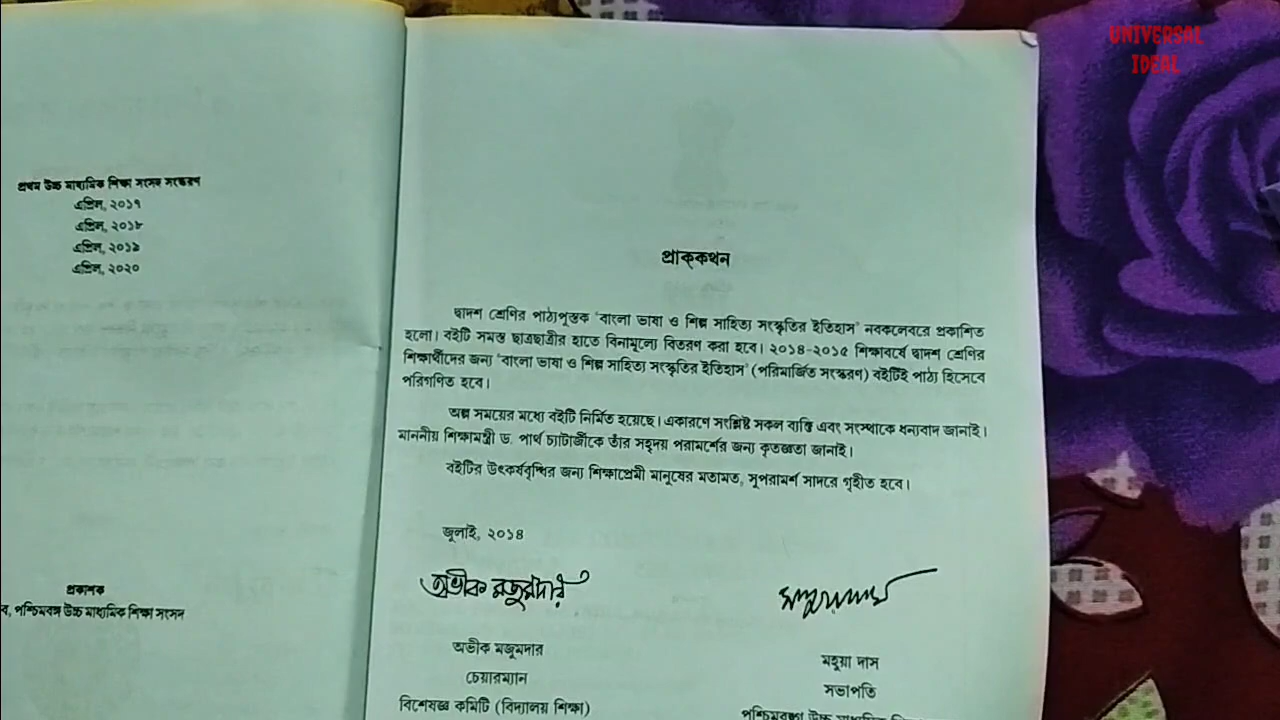 UNIVERSAL
IDEAL
প্রথম উচ্চ মাধ্যমিক শিক্ষা সংসদ সংস্করণ
এপ্রিল, ২০১৭
এপ্রিল, ২০১৮
এপ্রিল, ২০১৯
এপ্রিল, ২০২০
প্রকাশক
পশ্চিমবঙ্গ উচ্চ মাধ্যমিক শিক্ষা সংসদ
প্রাক্‌কথন
দ্বাদশ শ্রেণির পাঠ্যপুস্তক ‘বাংলা ভাষা ও শিল্প সাহিত্য সংস্কৃতির ইতিহাস’ নবকলেবরে প্রকাশিত
হলো। বইটি সমস্ত ছাত্রছাত্রীর হাতে বিনামূল্যে বিতরণ করা হবে। ২০১৪-২০১৫ শিক্ষাবর্ষে দ্বাদশ শ্রেণির
শিক্ষার্থীদের জন্য ‘বাংলা ভাষা ও শিল্প সাহিত্য সংস্কৃতির ইতিহাস’ (পরিমার্জিত সংস্করণ) বইটিই পাঠ্য হিসেবে
পরিগণিত হবে।
অল্প সময়ের মধ্যে বইটি নির্মিত হয়েছে। একারণে সংশ্লিষ্ট সকল ব্যক্তি এবং সংস্থাকে ধন্যবাদ জানাই।
মাননীয় শিক্ষামন্ত্রী ড. পার্থ চ্যাটার্জীকে তাঁর সহৃদয় পরামর্শের জন্য কৃতজ্ঞতা জানাই।
বইটির উৎকর্ষবৃদ্ধির জন্য শিক্ষাপ্রেমী মানুষের মতামত, সুপরামর্শ সাদরে গৃহীত হবে।
জুলাই, ২০১৪
অভীক মজুমদার
অভীক মজুমদার
চেয়ারম্যান
বিশেষজ্ঞ কমিটি (বিদ্যালয় শিক্ষা)
মহুয়া দাস
সভাপতি
পশ্চিমবঙ্গ উচ্চ মাধ্যমিক